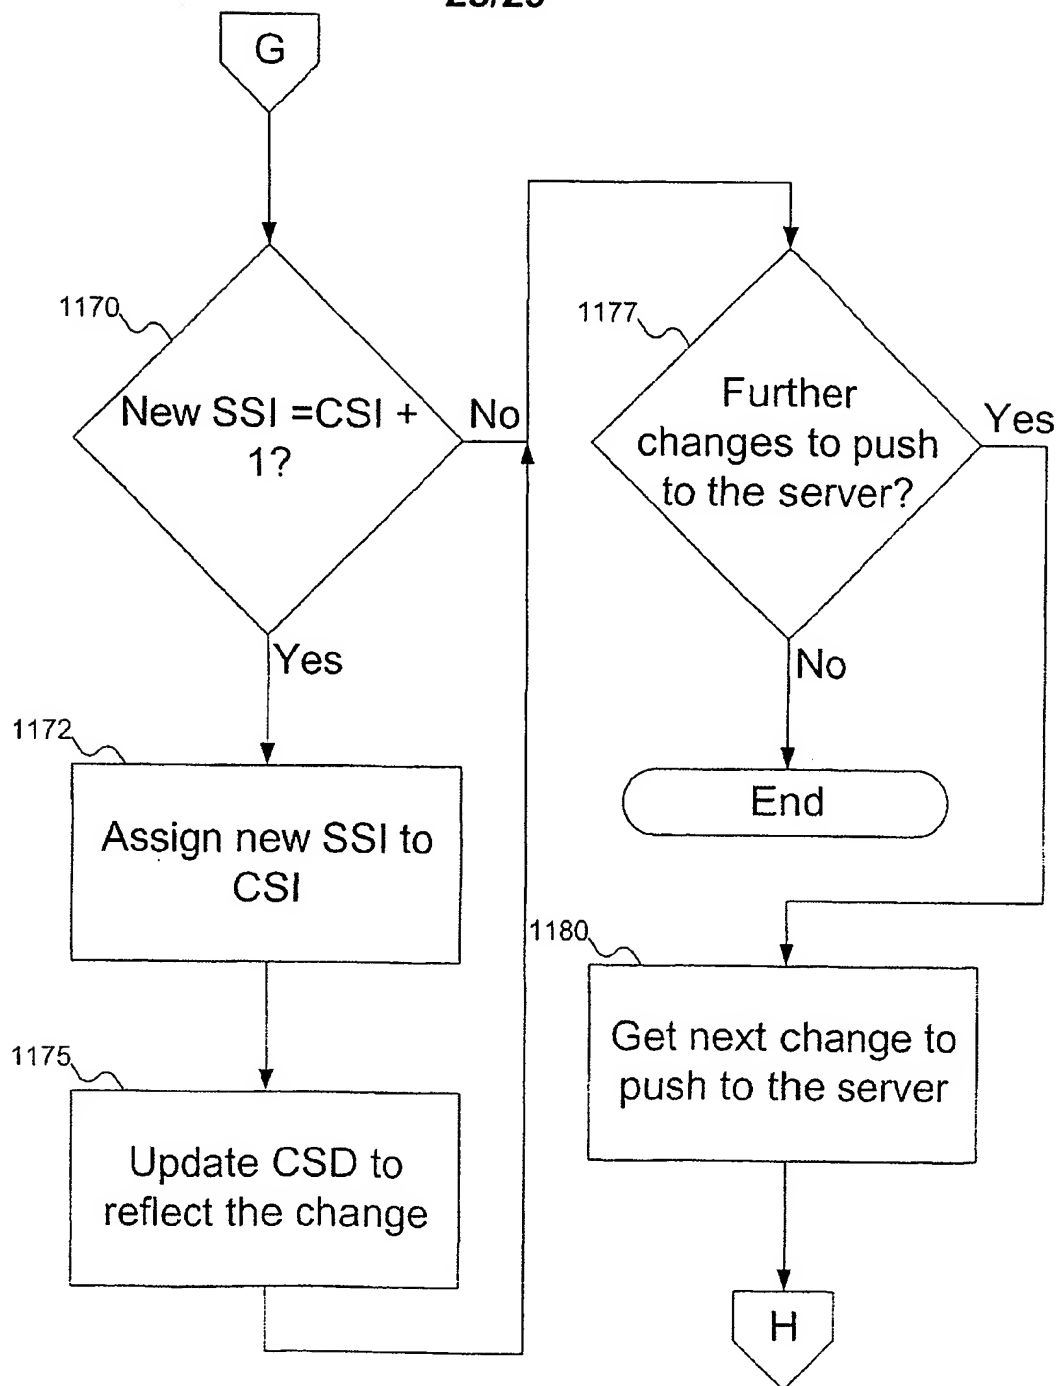 G
1170
New SSI =CSI +
1?
No
Yes
1172
Assign new SSI to
CSI
1175
Update CSD to
reflect the change
1177
Further
changes to push
to the server?
Yes
No
End
1180
Get next change to
push to the server
H